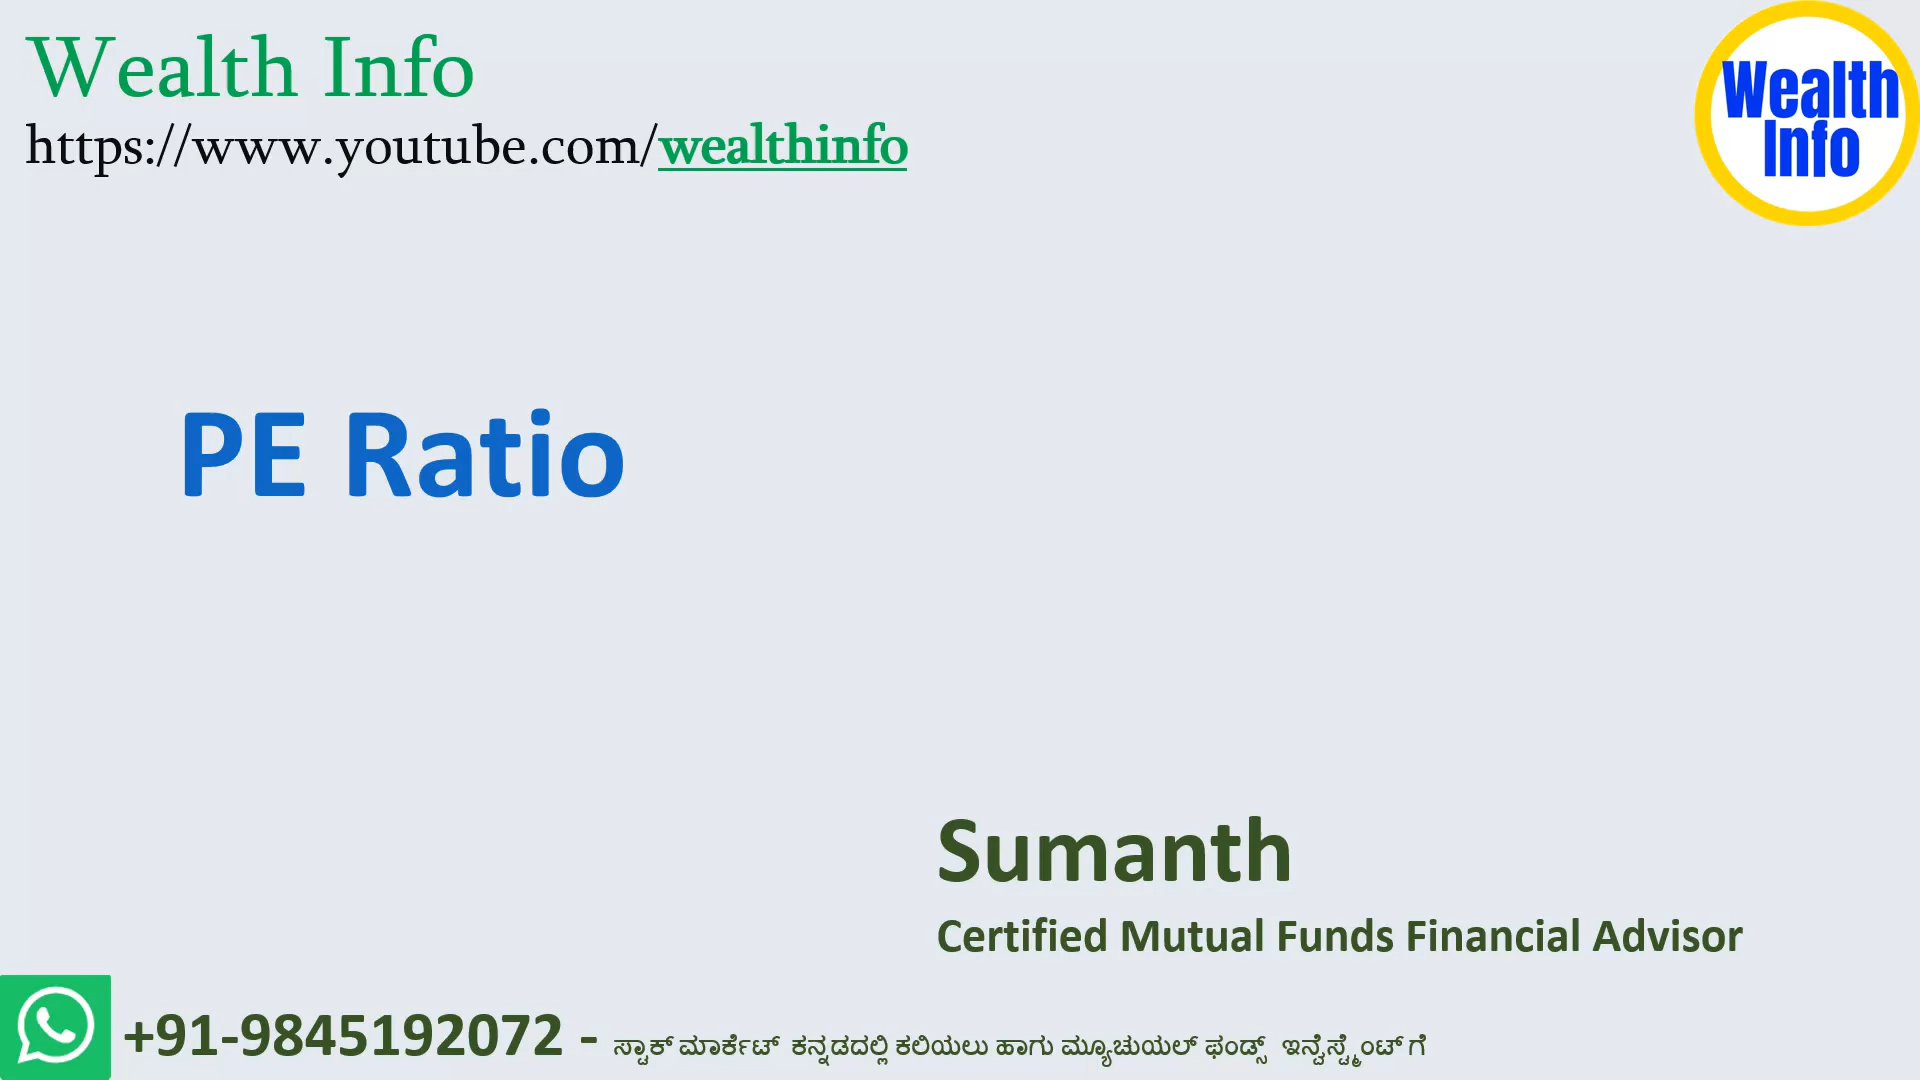 Wealth Info
https://www.youtube.com/wealthinfo
Wealth
Info
PE Ratio
Sumanth
Certified Mutual Funds Financial Advisor
+91-9845192072 - ಸ್ಟಾಕ್ ಮಾರ್ಕೆಟ್ ಕನ್ನಡದಲ್ಲಿ ಕಲಿಯಲು ಹಾಗು ಮ್ಯೂಚುಯಲ್ ಫಂಡ್ಸ್ ಇನ್ವೆಸ್ಟ್ಮೆಂಟ್ ಗೆ